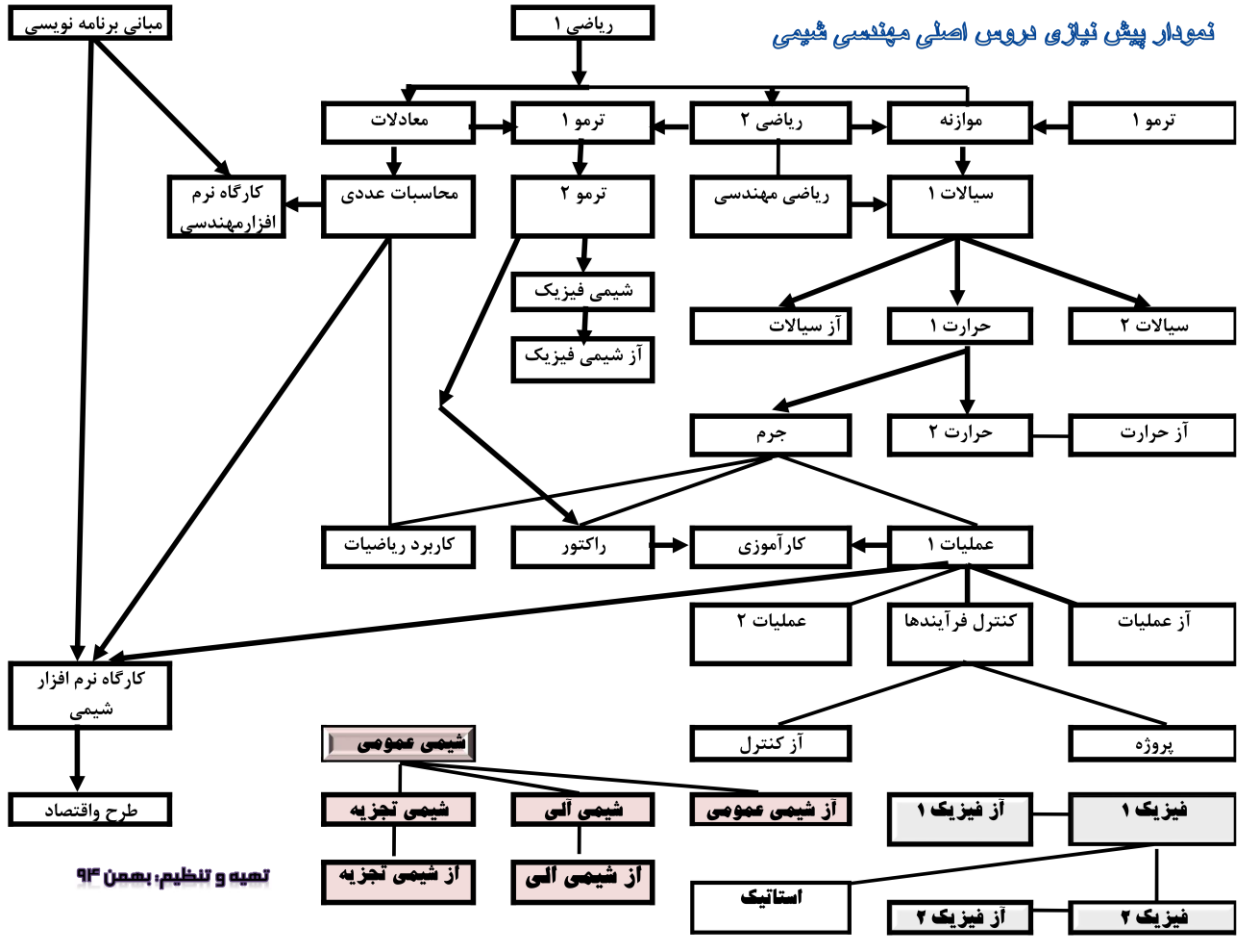 نمودار پیش نیازی دروس اصلی مهندسی شیمی
ریاضی ۱
مبانی برنامه نویسی
ترمو ۱
موازنه
ریاضی ۲
ترمو ۱
معادلات
سیالات ۱
ریاضی مهندسی
ترمو ۲
محاسبات عددی
کارگاه نرم
افزارمهندسی
شیمی فیزیک
سیالات ۲
حرارت ۱
آز سیالات
آز شیمی فیزیک
آز حرارت
حرارت ۲
جرم
عملیات ۱
کارآموزی
راکتور
کاربرد ریاضیات
آز عملیات
کنترل فرآیندها
عملیات ۲
کارگاه نرم افزار
شیمی
پروژه
آز کنترل
شیمی عمومی
فیزیک ۱
آز فیزیک ۱
آز شیمی عمومی
شیمی آلی
شیمی تجزیه
طرح واقتصاد
استاتیک
از شیمی الی
از شیمی تجزیه
تهیه و تنظیم: بهمن ۹۴
فیزیک ۲
آز فیزیک ۲